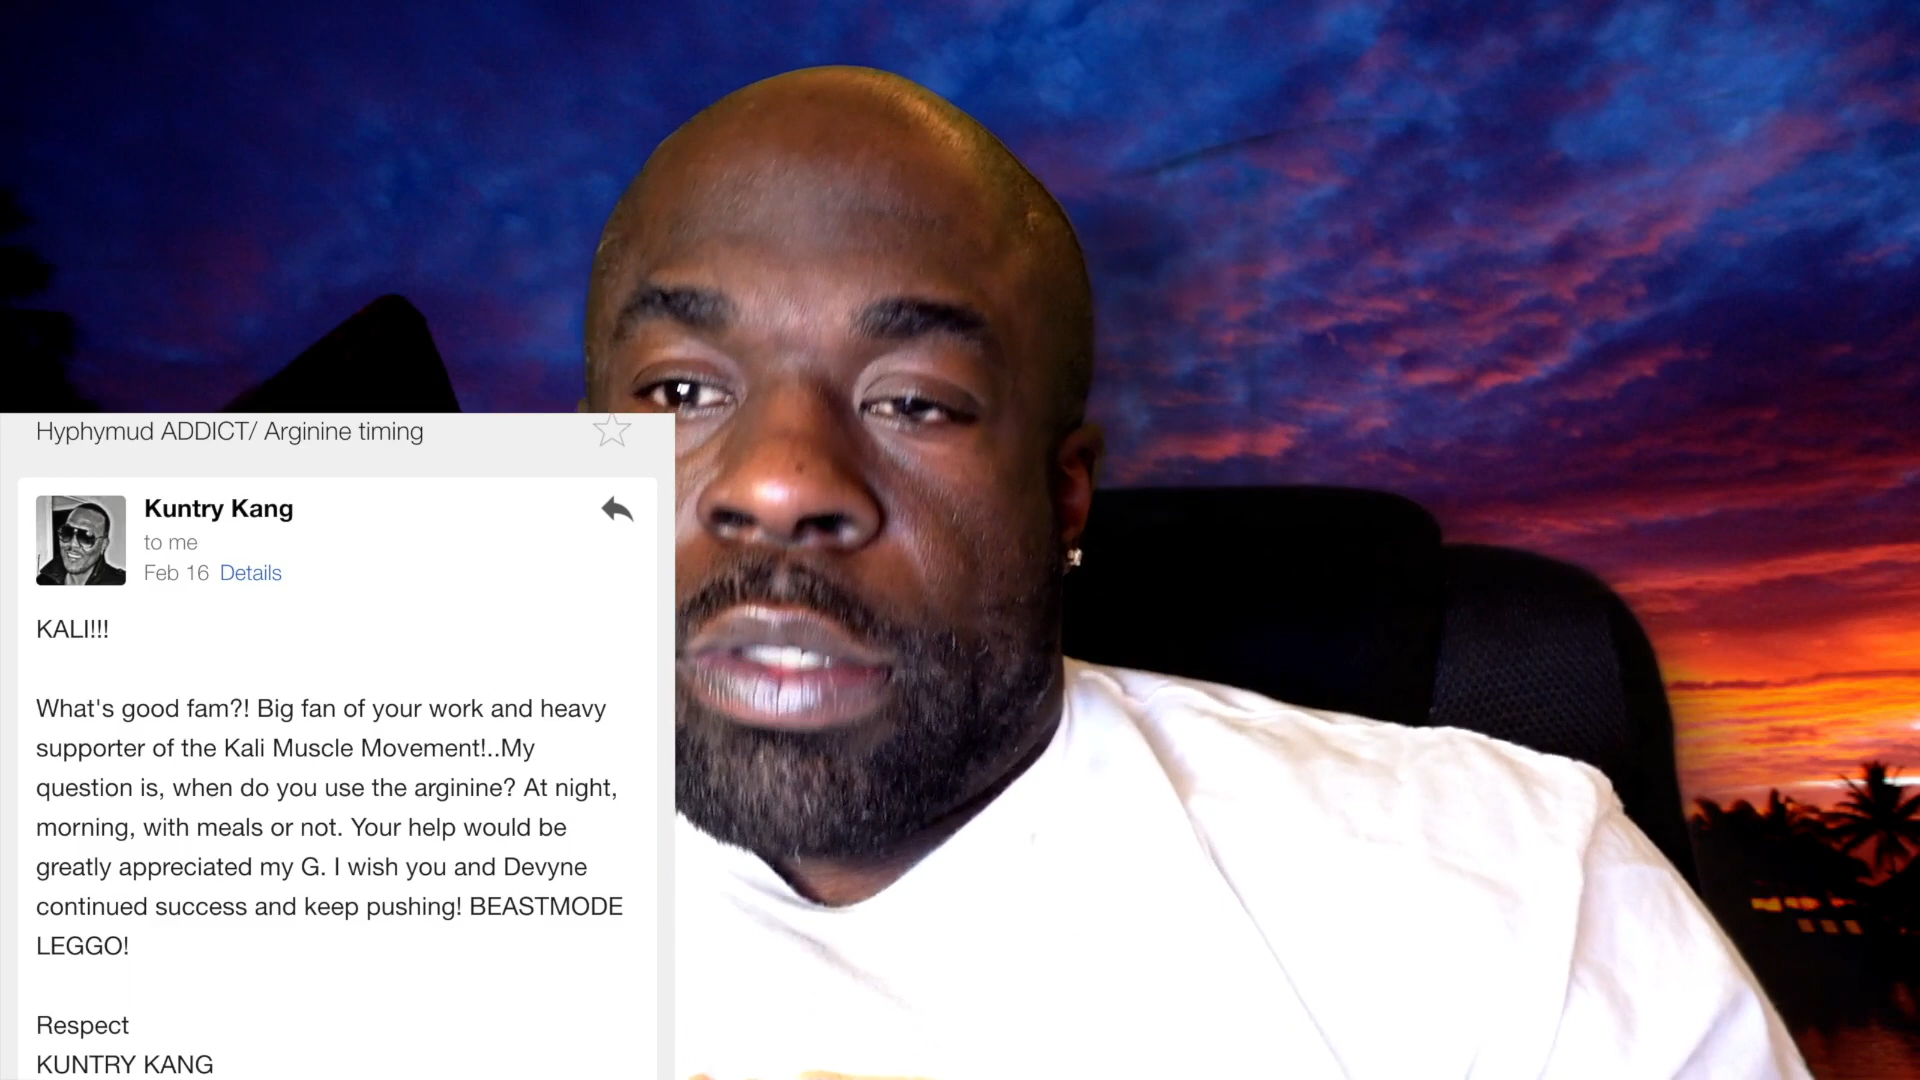 Hyphymud ADDICT/ Arginine timing
Kuntry Kang
to me
Feb 16 Details
KALI!!!
What's good fam?! Big fan of your work and heavy
supporter of the Kali Muscle Movement!..My
question is, when do you use the arginine? At night,
morning, with meals or not. Your help would be
greatly appreciated my G. I wish you and Devyne
continued success and keep pushing! BEASTMODE
LEGGO!
Respect
KUNTRY KANG